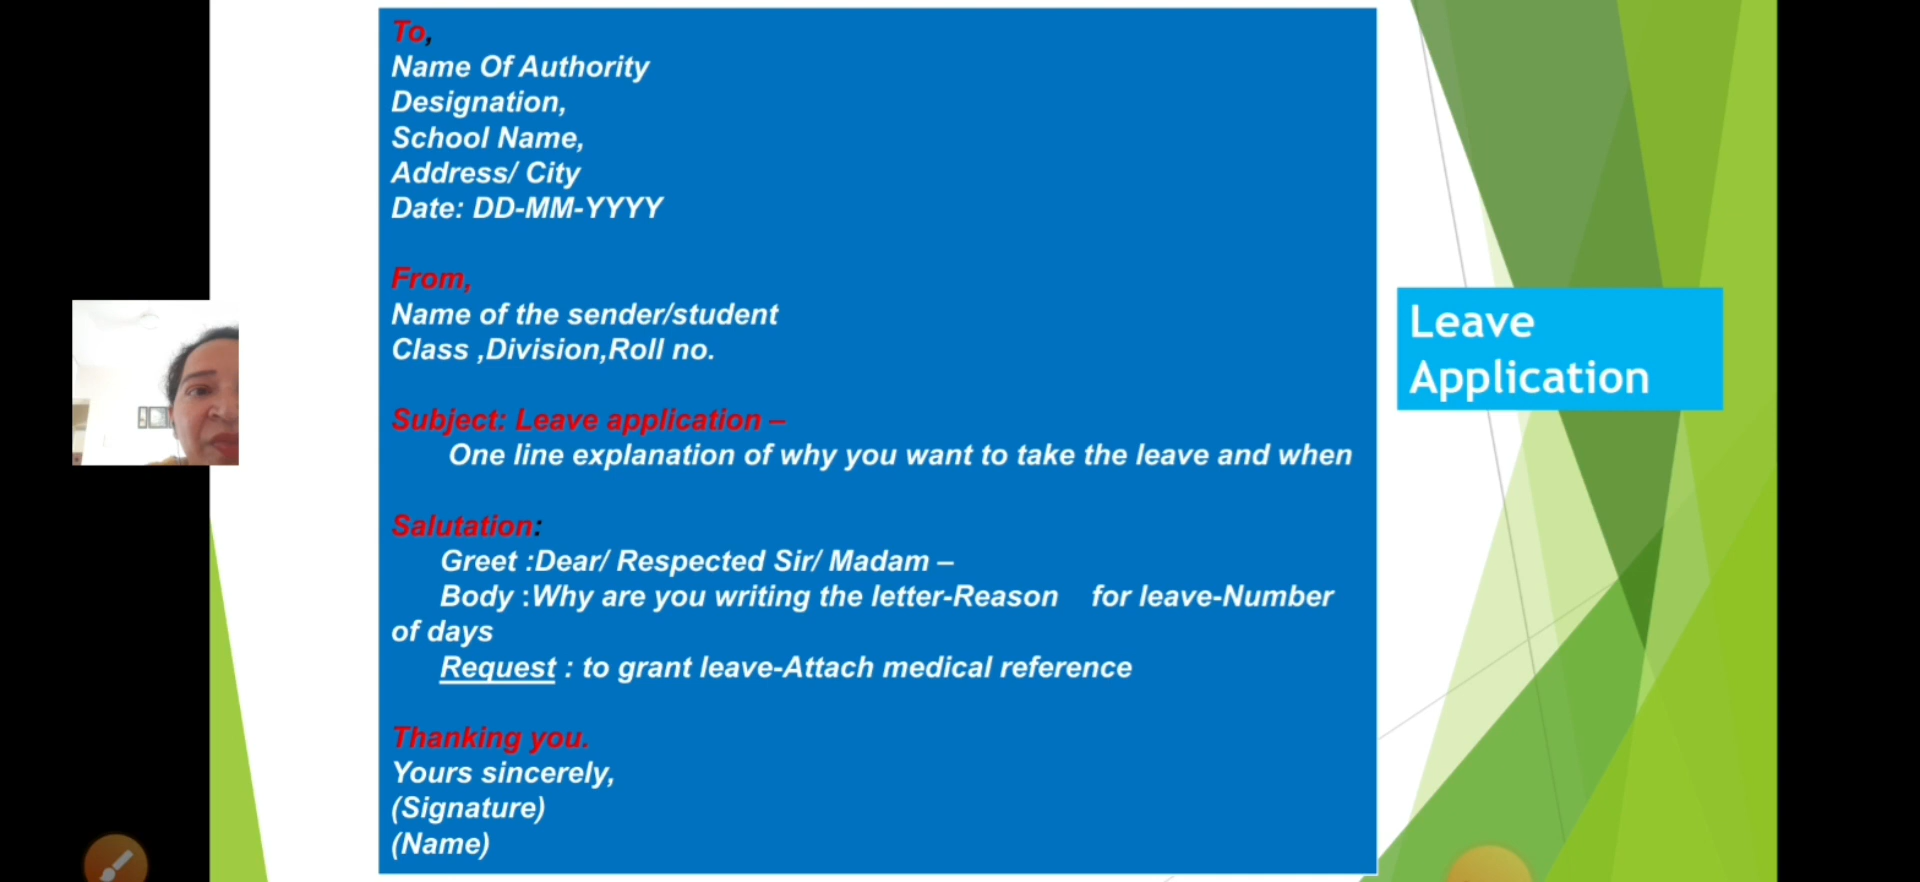 To,
Name Of Authority
Designation,
School Name,
Address/ City
Date: DD-MM-YYYY
From,
Name of the sender/student
Class ,Division,Roll no.
Subject: Leave application –
One line explanation of why you want to take the leave and when
Salutation:
Greet :Dear/ Respected Sir/ Madam –
Body :Why are you writing the letter-Reason for leave-Number
of days
Request : to grant leave-Attach medical reference
Thanking you.
Yours sincerely,
(Signature)
(Name)
Leave
Application